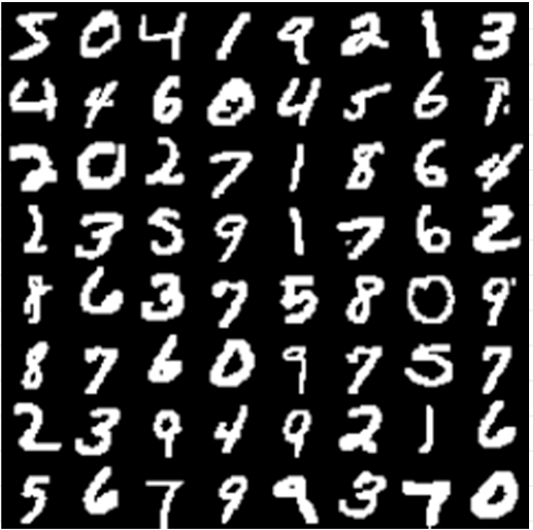 5 0 4 1 9 2 1 3
4 4 6 0 4 5 6 1
2 0 2 7 1 8 6 4
2 3 5 9 1 7 6 2
8 6 3 7 5 8 0 9
8 7 6 0 9 7 5 7
2 3 9 4 9 2 1 6
5 6 7 9 9 3 7 0